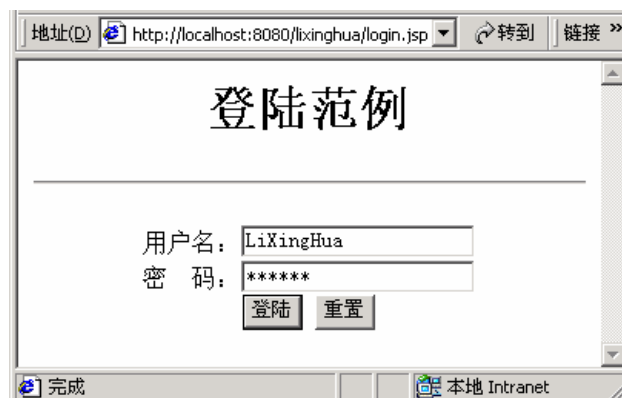 地址(D) http://localhost:8080/lixinghua/login.jsp 转到 链接 »
登陆范例
用户名： LiXingHua
密 码： ******
登陆 重置
完成 本地 Intranet